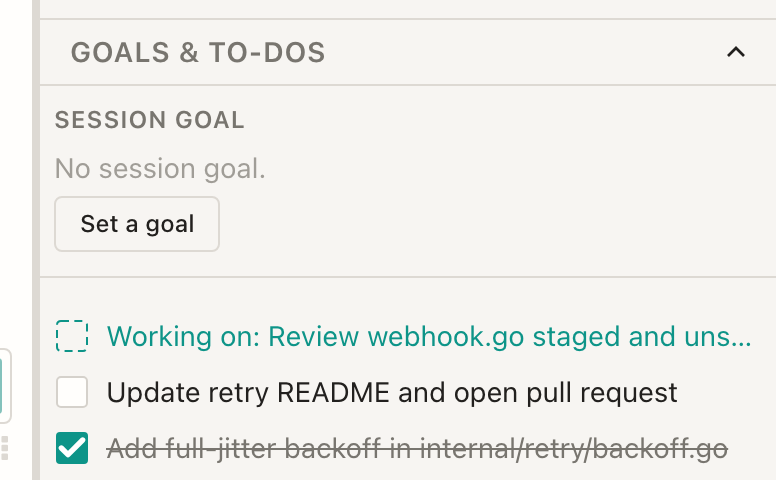 GOALS & TO-DOS
SESSION GOAL
No session goal.
Set a goal
Working on: Review webhook.go staged and uns...
Update retry README and open pull request
Add full-jitter backoff in internal/retry/backoff.go